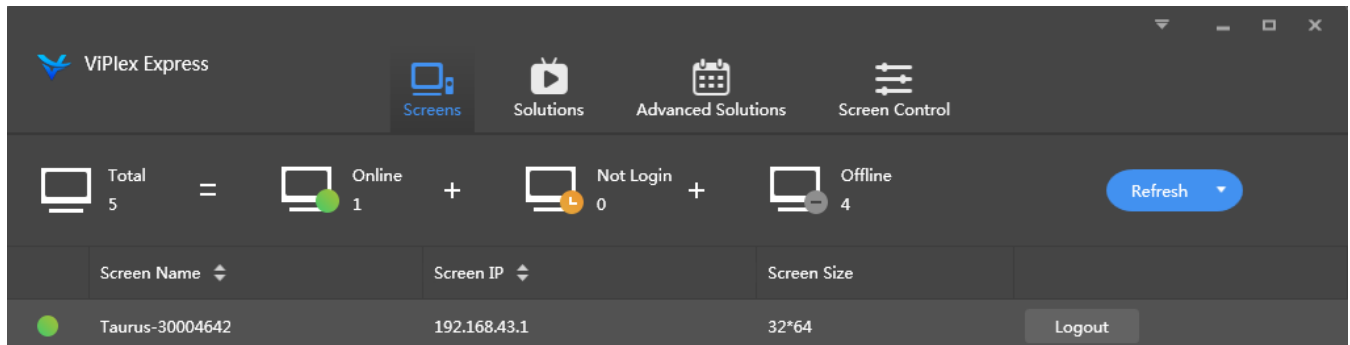 ViPlex Express
Screens Solutions Advanced Solutions Screen Control
Total = Online + Not Login + Offline Refresh
5 1 0 4
Screen Name Screen IP Screen Size
Taurus-30004642 192.168.43.1 32*64 Logout